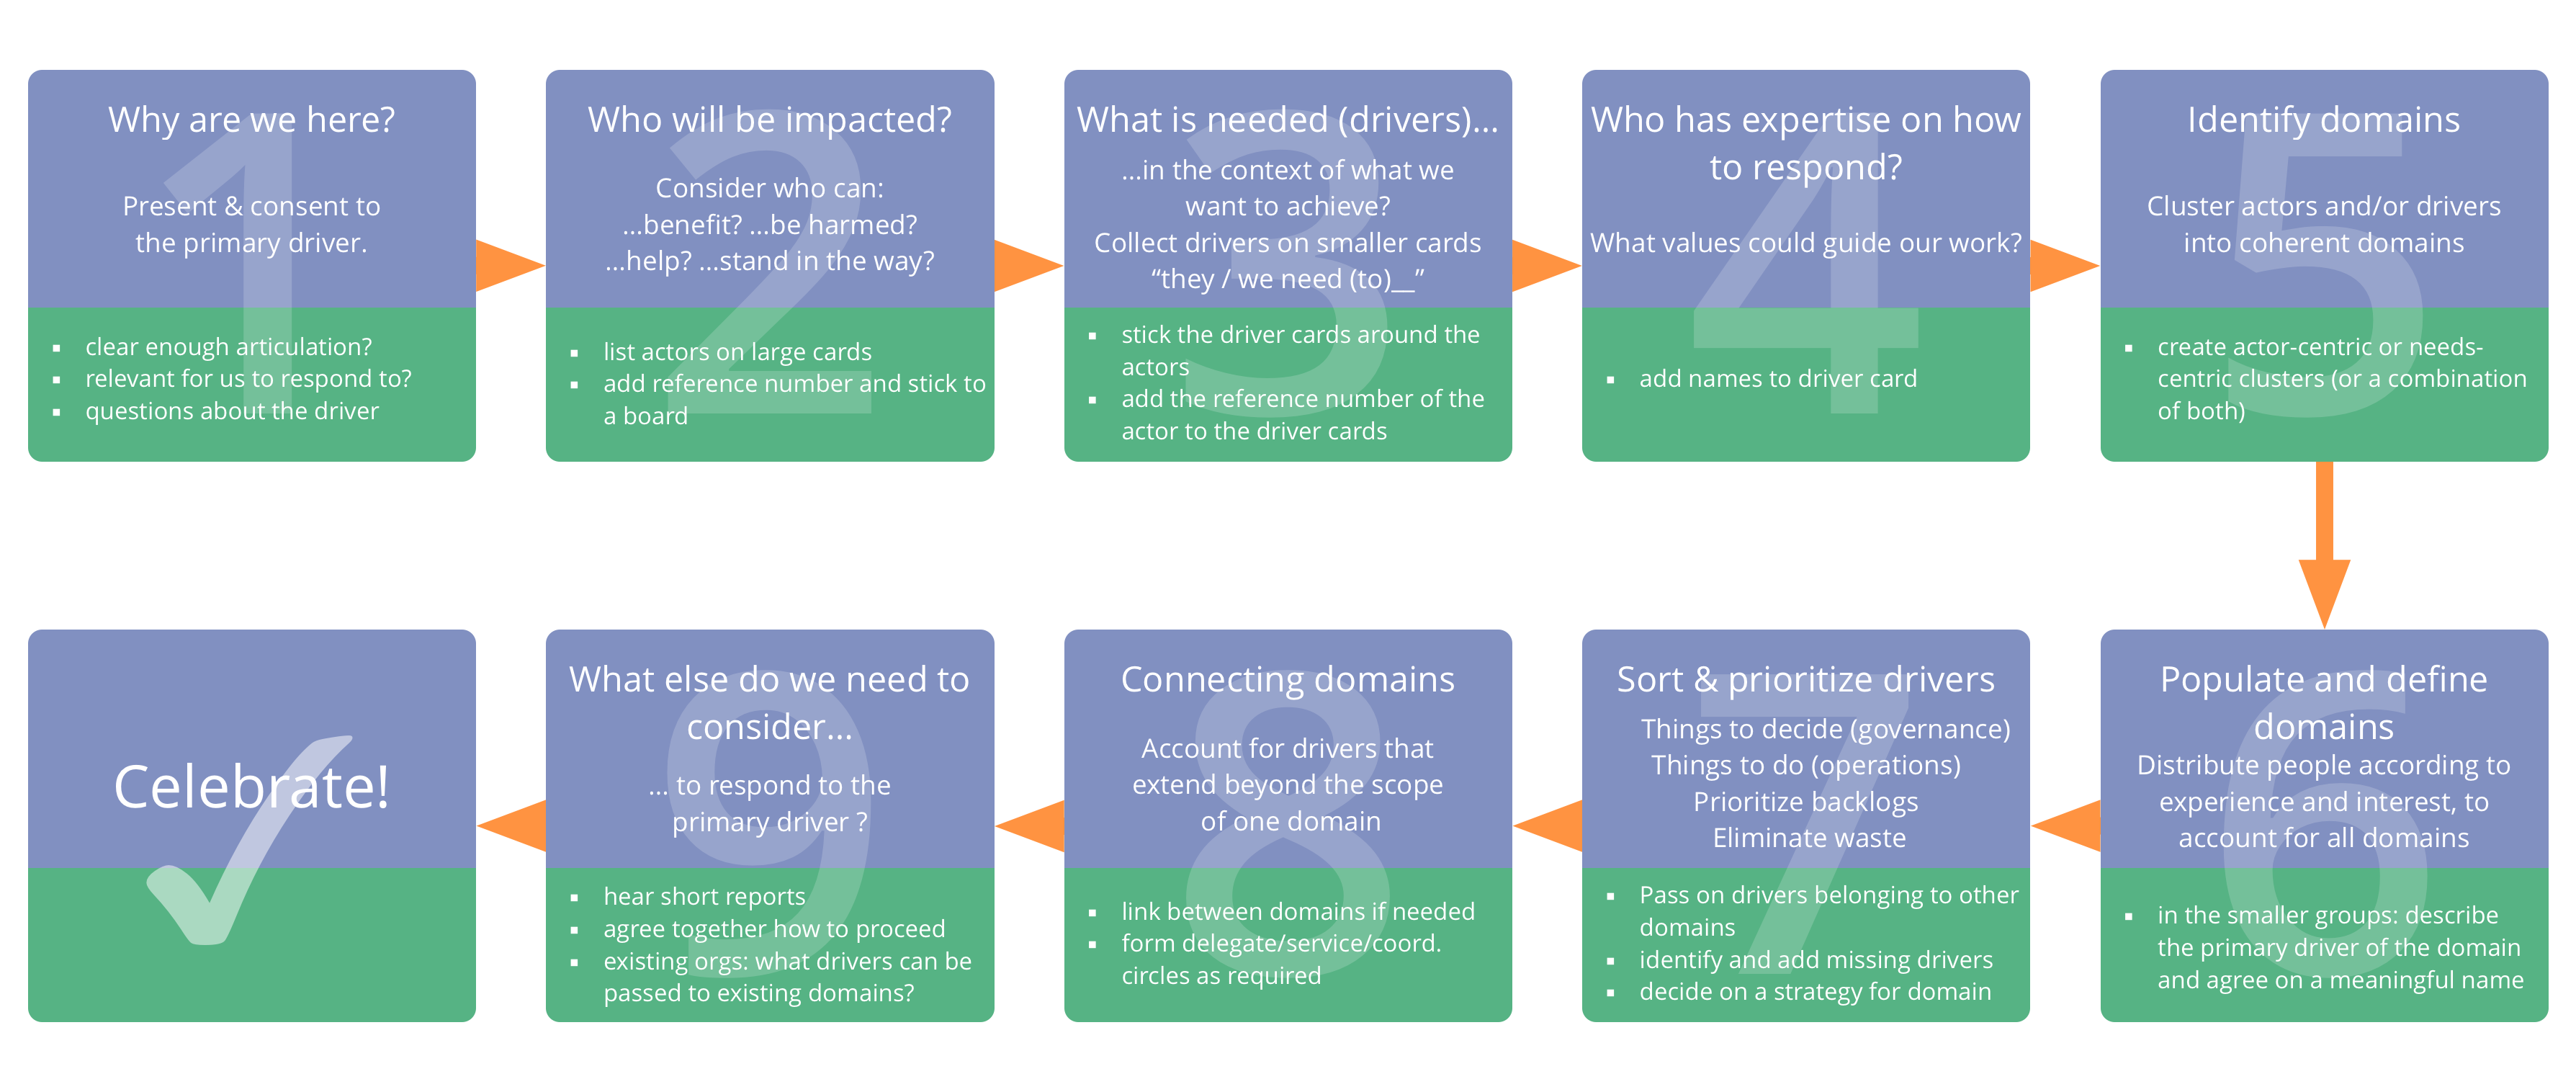 1
Why are we here?
Present & consent to
the primary driver.
▪ clear enough articulation?
▪ relevant for us to respond to?
▪ questions about the driver
2
Who will be impacted?
Consider who can:
...benefit? ...be harmed?
...help? ...stand in the way?
▪ list actors on large cards
▪ add reference number and stick to
a board
3
What is needed (drivers)...
...in the context of what we
want to achieve?
Collect drivers on smaller cards
“they / we need (to)__”
▪ stick the driver cards around the
actors
▪ add the reference number of the
actor to the driver cards
4
Who has expertise on how
to respond?
What values could guide our work?
▪ add names to driver card
5
Identify domains
Cluster actors and/or drivers
into coherent domains
▪ create actor-centric or needs-
centric clusters (or a combination
of both)
6
Populate and define
domains
Distribute people according to
experience and interest, to
account for all domains
▪ in the smaller groups: describe
the primary driver of the domain
and agree on a meaningful name
7
Sort & prioritize drivers
Things to decide (governance)
Things to do (operations)
Prioritize backlogs
Eliminate waste
▪ Pass on drivers belonging to other
domains
▪ identify and add missing drivers
▪ decide on a strategy for domain
8
Connecting domains
Account for drivers that
extend beyond the scope
of one domain
▪ link between domains if needed
▪ form delegate/service/coord.
circles as required
9
What else do we need to
consider...
... to respond to the
primary driver ?
▪ hear short reports
▪ agree together how to proceed
▪ existing orgs: what drivers can be
passed to existing domains?
Celebrate!